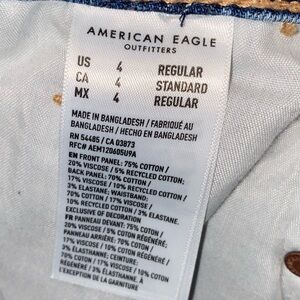 AMERICAN EAGLE
OUTFITTERS
US 4 REGULAR
CA 4 STANDARD
MX 4 REGULAR
MADE IN BANGLADESH / FABRIQUÉ AU
BANGLADESH / HECHO EN BANGLADESH
RN 54485 / CA 03873
RFC# AEM120605U9A
EN FRONT PANEL: 75% COTTON /
20% VISCOSE / 5% RECYCLED COTTON;
BACK PANEL: 70% COTTON /
17% VISCOSE / 10% RECYCLED COTTON /
3% ELASTANE; WAISTBAND:
70% COTTON / 17% VISCOSE /
10% RECYCLED COTTON / 3% ELASTANE
EXCLUSIVE OF DECORATION
FR PANNEAU DEVANT: 75% COTON /
20% VISCOSE / 5% COTON RÉGÉNÉRÉ;
PANNEAU ARRIÈRE: 70% COTON /
17% VISCOSE / 10% COTON RÉGÉNÉRÉ /
3% ÉLASTHANNE;
70% COTON / 17% VISCOSE / 10% COTON
RÉGÉNÉRÉ / 3% ÉLASTHANNE À
L'EXCEPTION DE LA GARNITURE